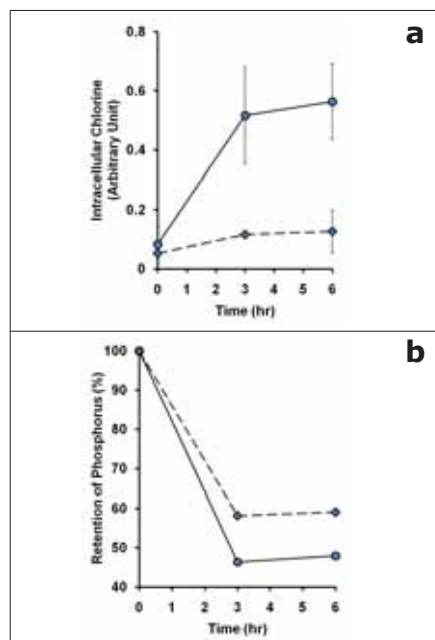 a
0.8
0.6
0.4
0.2
0
Intracellular Chlorine
(Arbitrary Unit)
0 1 2 3 4 5 6
Time (hr)
b
100
90
80
70
60
50
40
Retention of Phosphorus (%)
0 1 2 3 4 5 6
Time (hr)